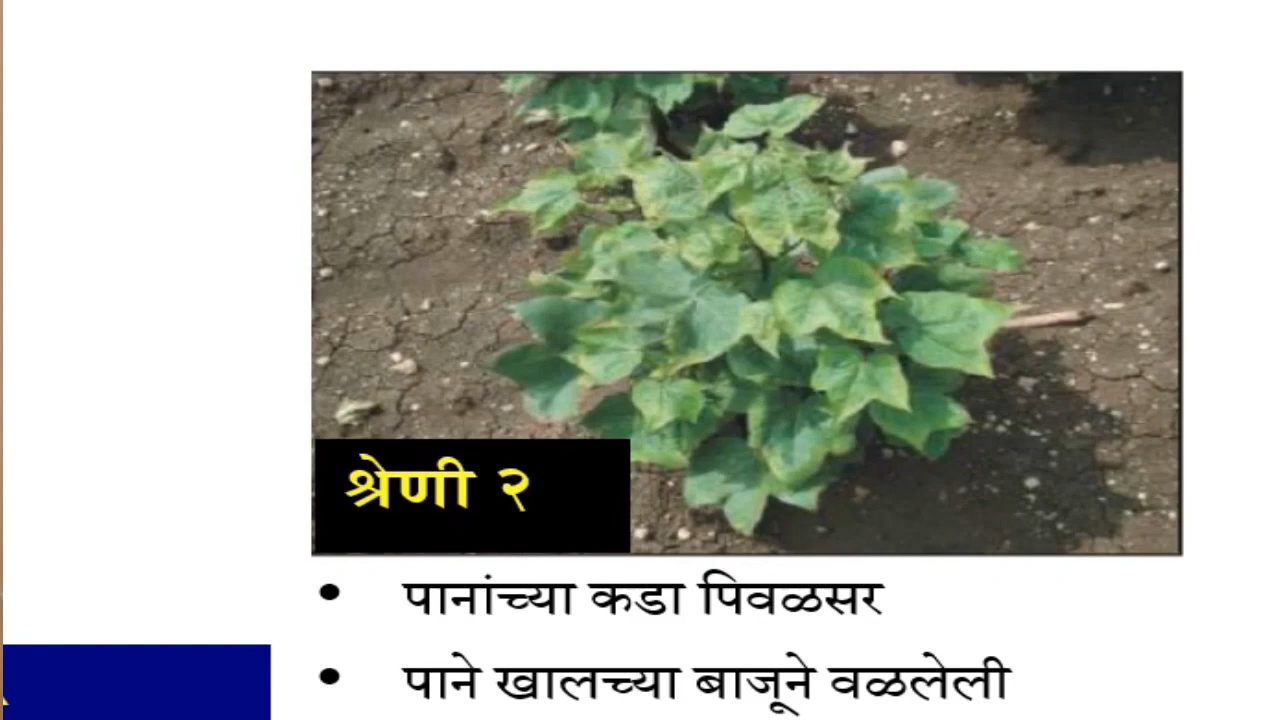 श्रेणी २
• पानांच्या कडा पिवळसर
• पाने खालच्या बाजूने वळलेली